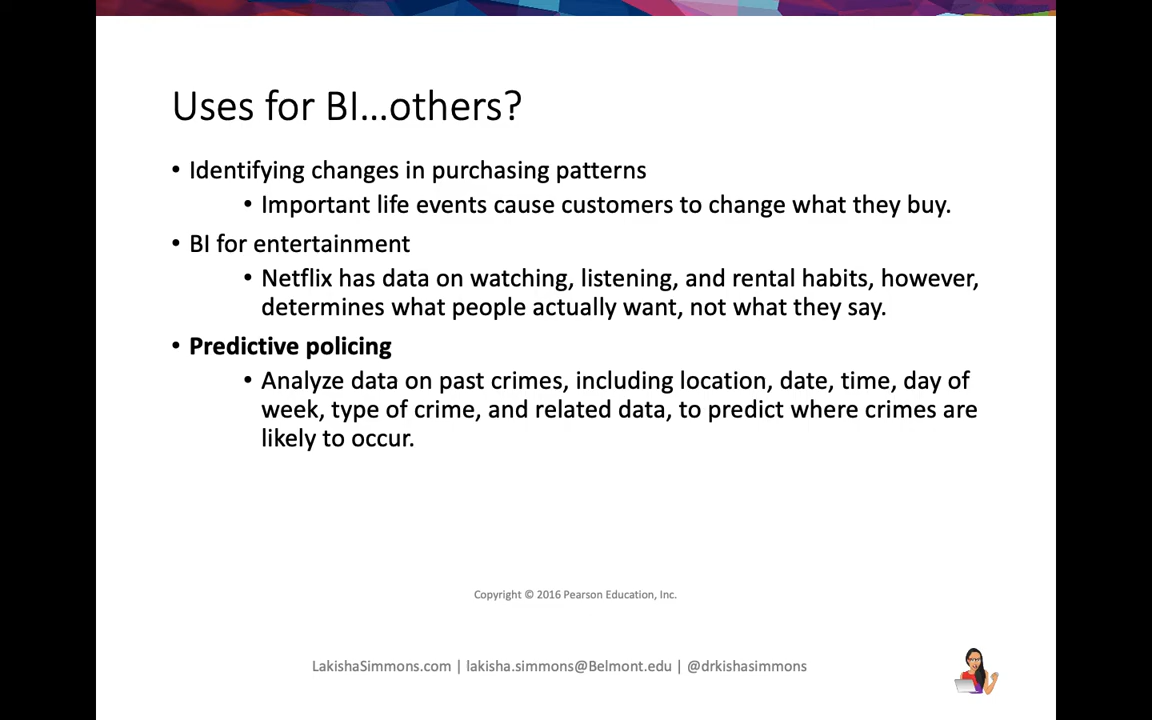 Uses for BI...others?
• Identifying changes in purchasing patterns
• Important life events cause customers to change what they buy.
• BI for entertainment
• Netflix has data on watching, listening, and rental habits, however,
determines what people actually want, not what they say.
• Predictive policing
• Analyze data on past crimes, including location, date, time, day of
week, type of crime, and related data, to predict where crimes are
likely to occur.
Copyright © 2016 Pearson Education, Inc.
LakishaSimmons.com | lakisha.simmons@Belmont.edu | @drkishasimmons